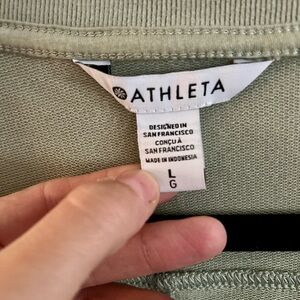 ATHLETA
DESIGNED IN
SAN FRANCISCO
CONÇU À
SAN FRANCISCO
MADE IN INDONESIA
L
G